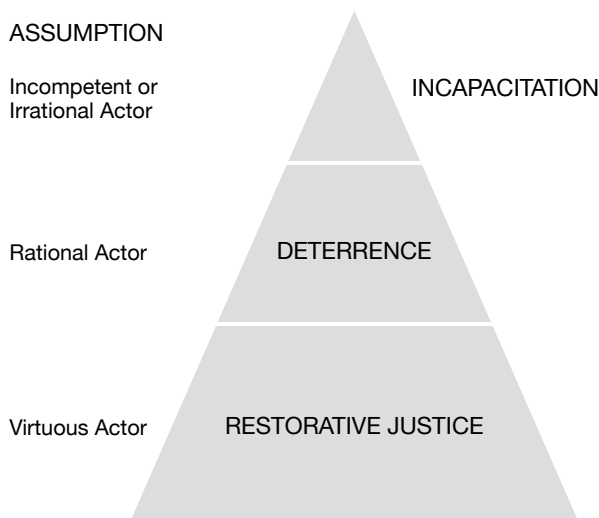 ASSUMPTION
Incompetent or
Irrational Actor
INCAPACITATION
Rational Actor
DETERRENCE
Virtuous Actor
RESTORATIVE JUSTICE